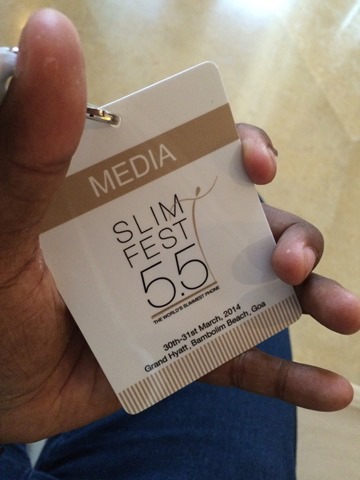 MEDIA
SLIM
FEST
5.5
THE WORLD'S SLIMMEST PHONE
30th-31st March, 2014
Grand Hyatt, Bambolim Beach, Goa